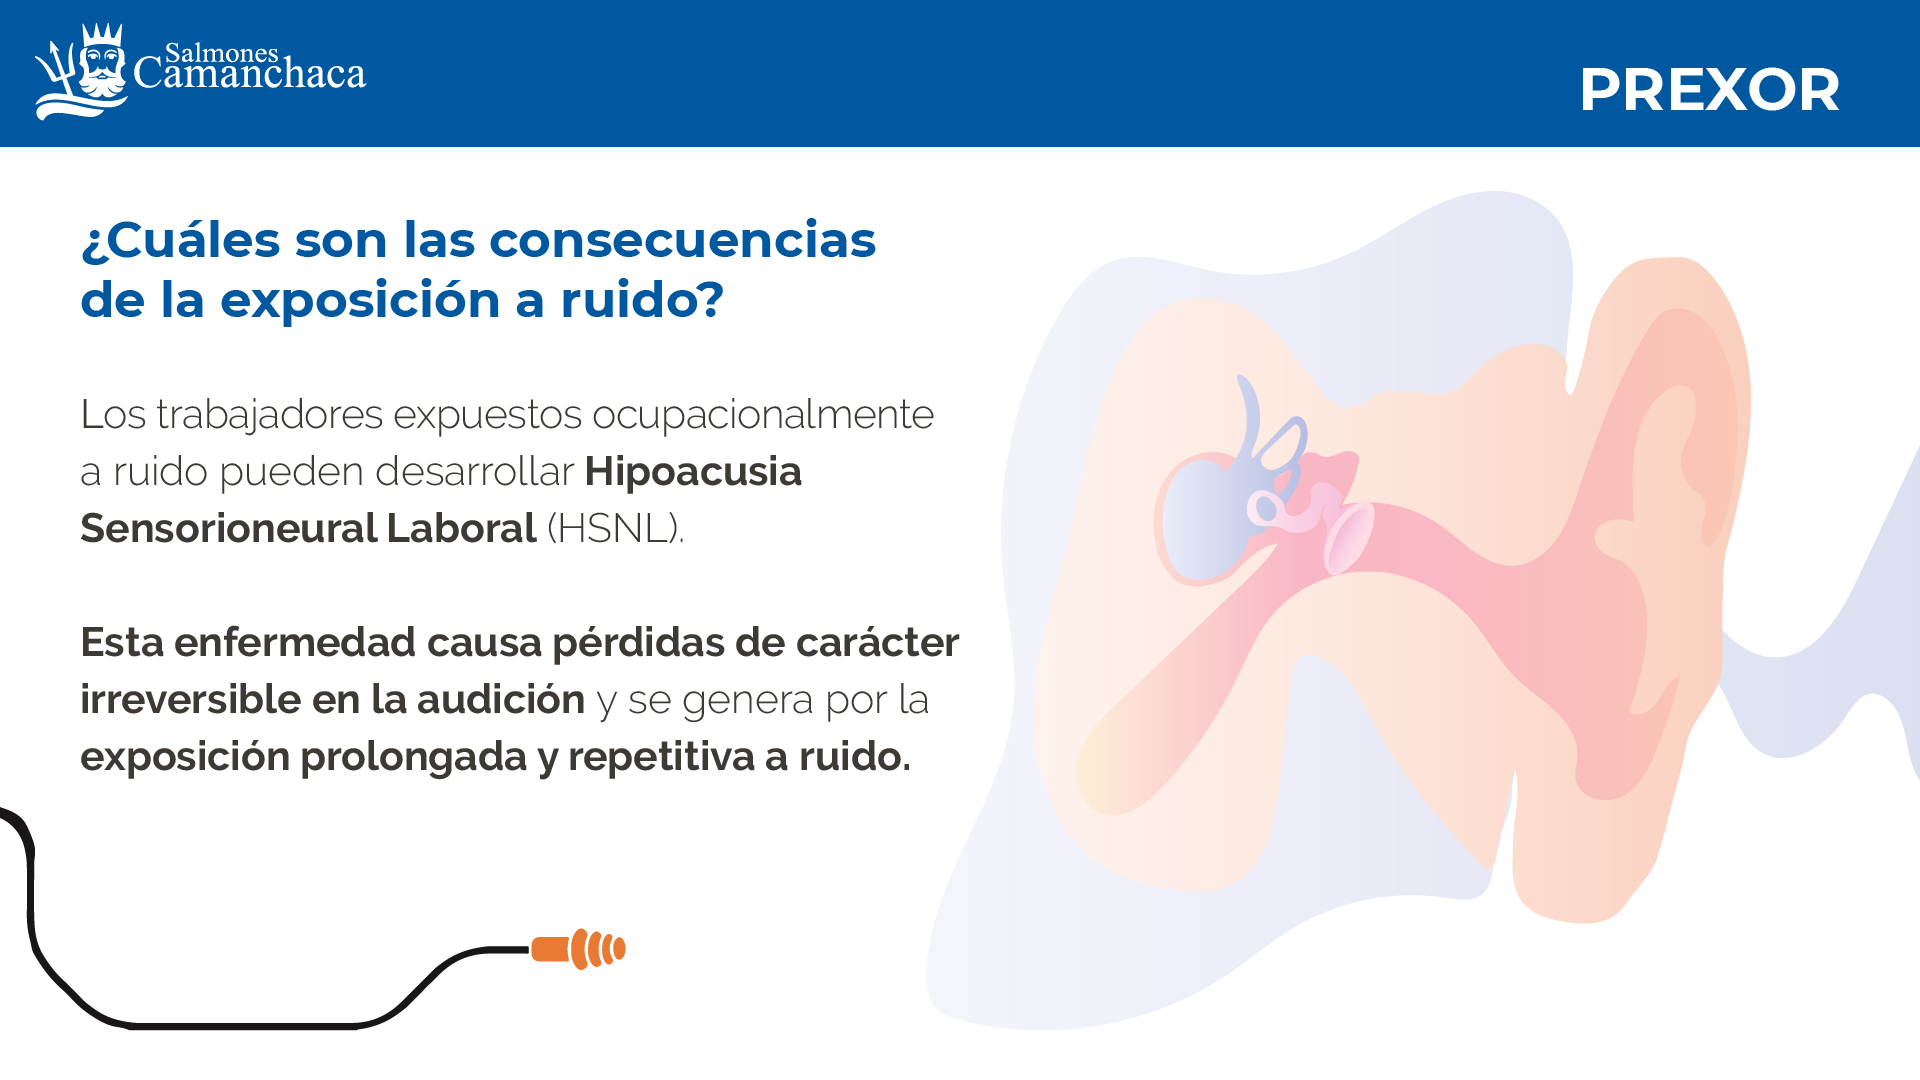 Salmones
Camanchaca
PREXOR
¿Cuáles son las consecuencias
de la exposición a ruido?
Los trabajadores expuestos ocupacionalmente
a ruido pueden desarrollar Hipoacusia
Sensorioneural Laboral (HSNL).
Esta enfermedad causa pérdidas de carácter
irreversible en la audición y se genera por la
exposición prolongada y repetitiva a ruido.